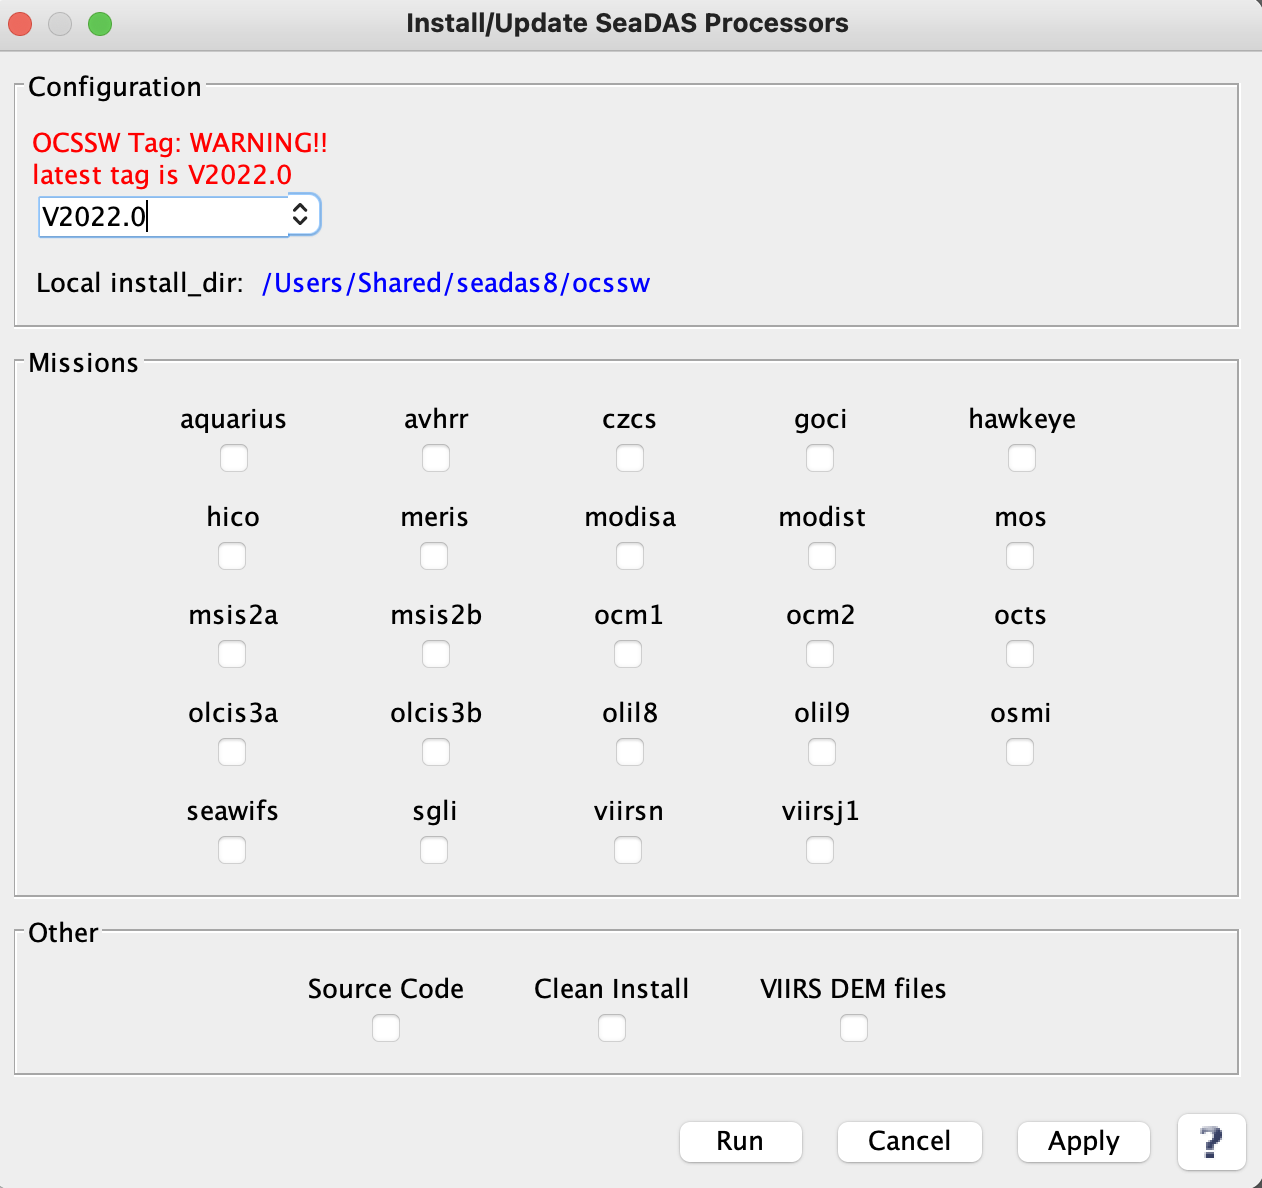 Install/Update SeaDAS Processors
Configuration
OCSSW Tag: WARNING!!
latest tag is V2022.0
V2022.0
Local install_dir: /Users/Shared/seadas8/ocssw
Missions
aquarius avhrr czcs goci hawkeye
hico meris modisa modist mos
msis2a msis2b ocm1 ocm2 octs
olcis3a olcis3b olil8 olil9 osmi
seawifs sgli viirsn viirsj1
Other
Source Code Clean Install VIIRS DEM files
Run Cancel Apply ?